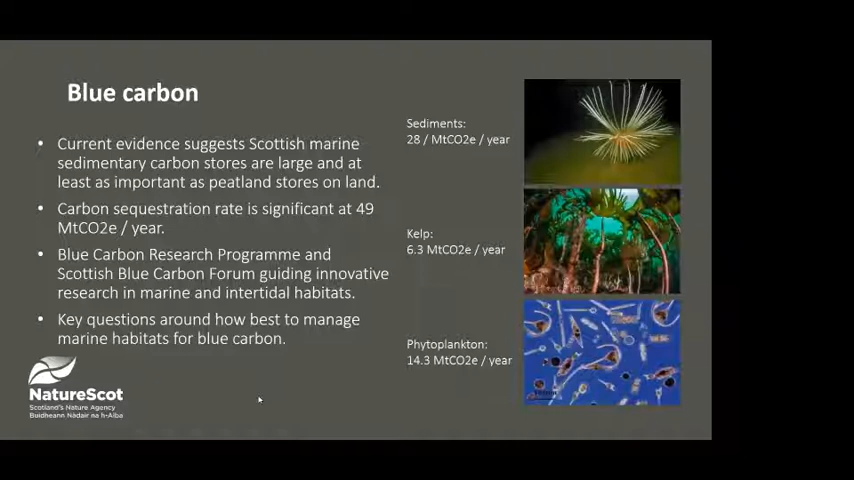 Blue carbon
• Current evidence suggests Scottish marine
sedimentary carbon stores are large and at
least as important as peatland stores on land.
• Carbon sequestration rate is significant at 49
MtCO2e / year.
• Blue Carbon Research Programme and
Scottish Blue Carbon Forum guiding innovative
research in marine and intertidal habitats.
• Key questions around how best to manage
marine habitats for blue carbon.
Sediments:
28 / MtCO2e / year
Kelp:
6.3 MtCO2e / year
Phytoplankton:
14.3 MtCO2e / year
NatureScot
Scotland's Nature Agency
Buidheann Nàdair na h-Alba